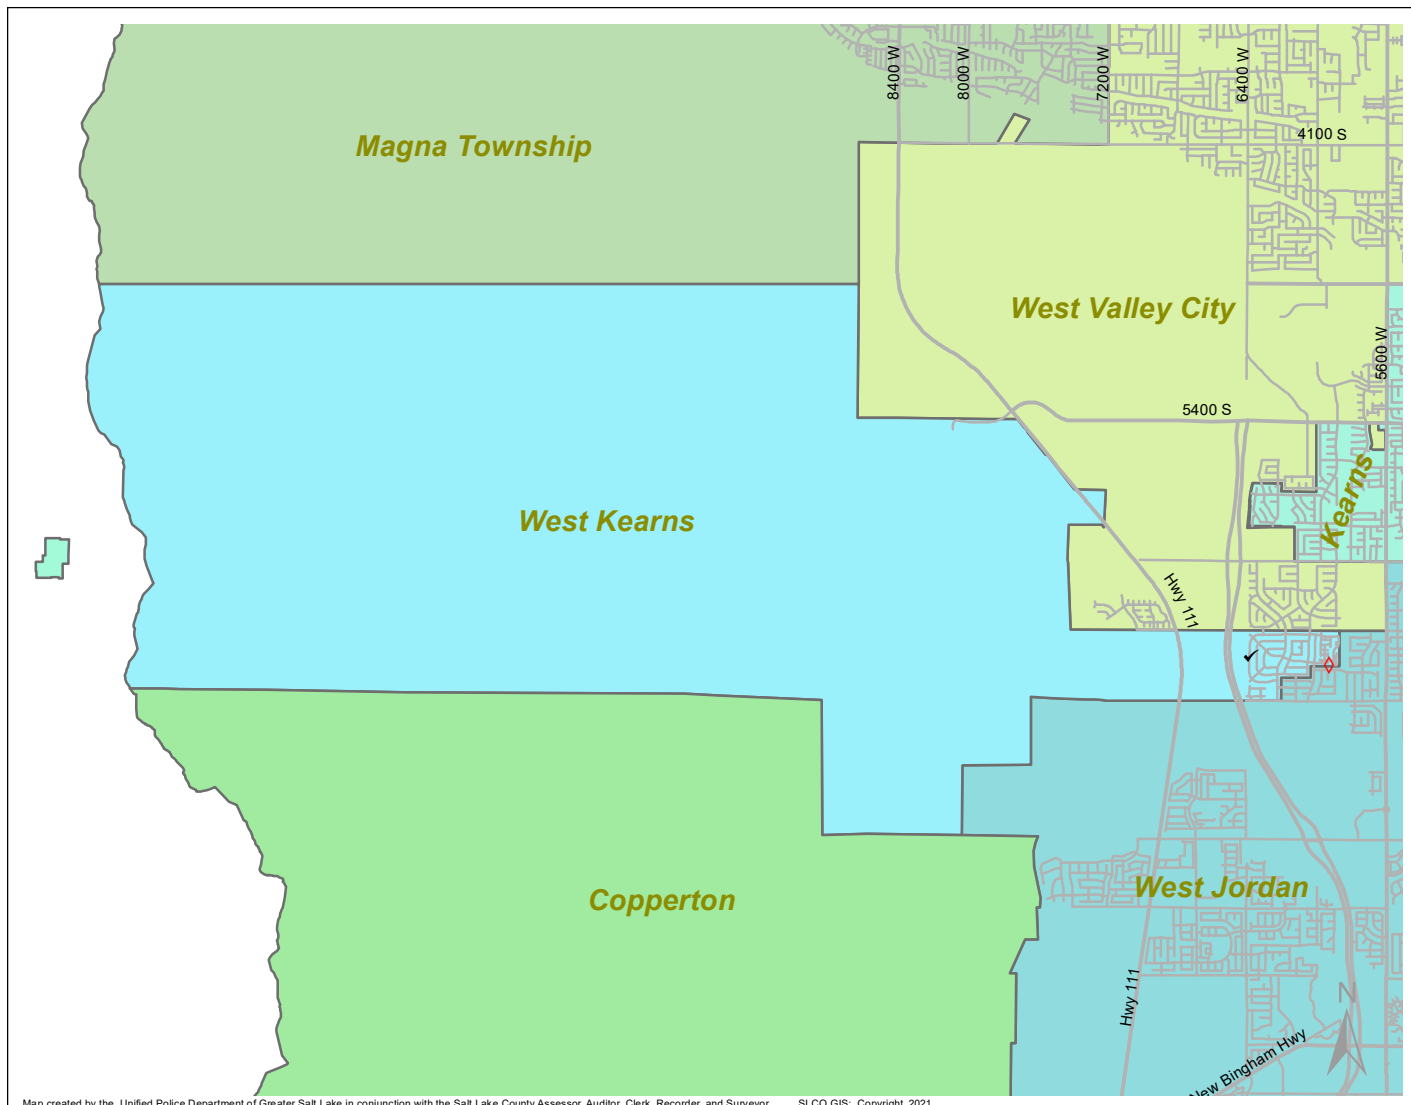 8400 W
8000 W
7200 W
6400 W
4100 S
Magna Township
West Valley City
5600 W
5400 S
Kearns
West Kearns
Hwy 111
West Jordan
Copperton
Hwy 111
N
New Bingham Hwy
Map created by the Unified Police Department of Greater Salt Lake in conjunction with the Salt Lake County Assessor, Auditor, Clerk, Recorder, and Surveyor. SLCO GIS: Copyright, 2021